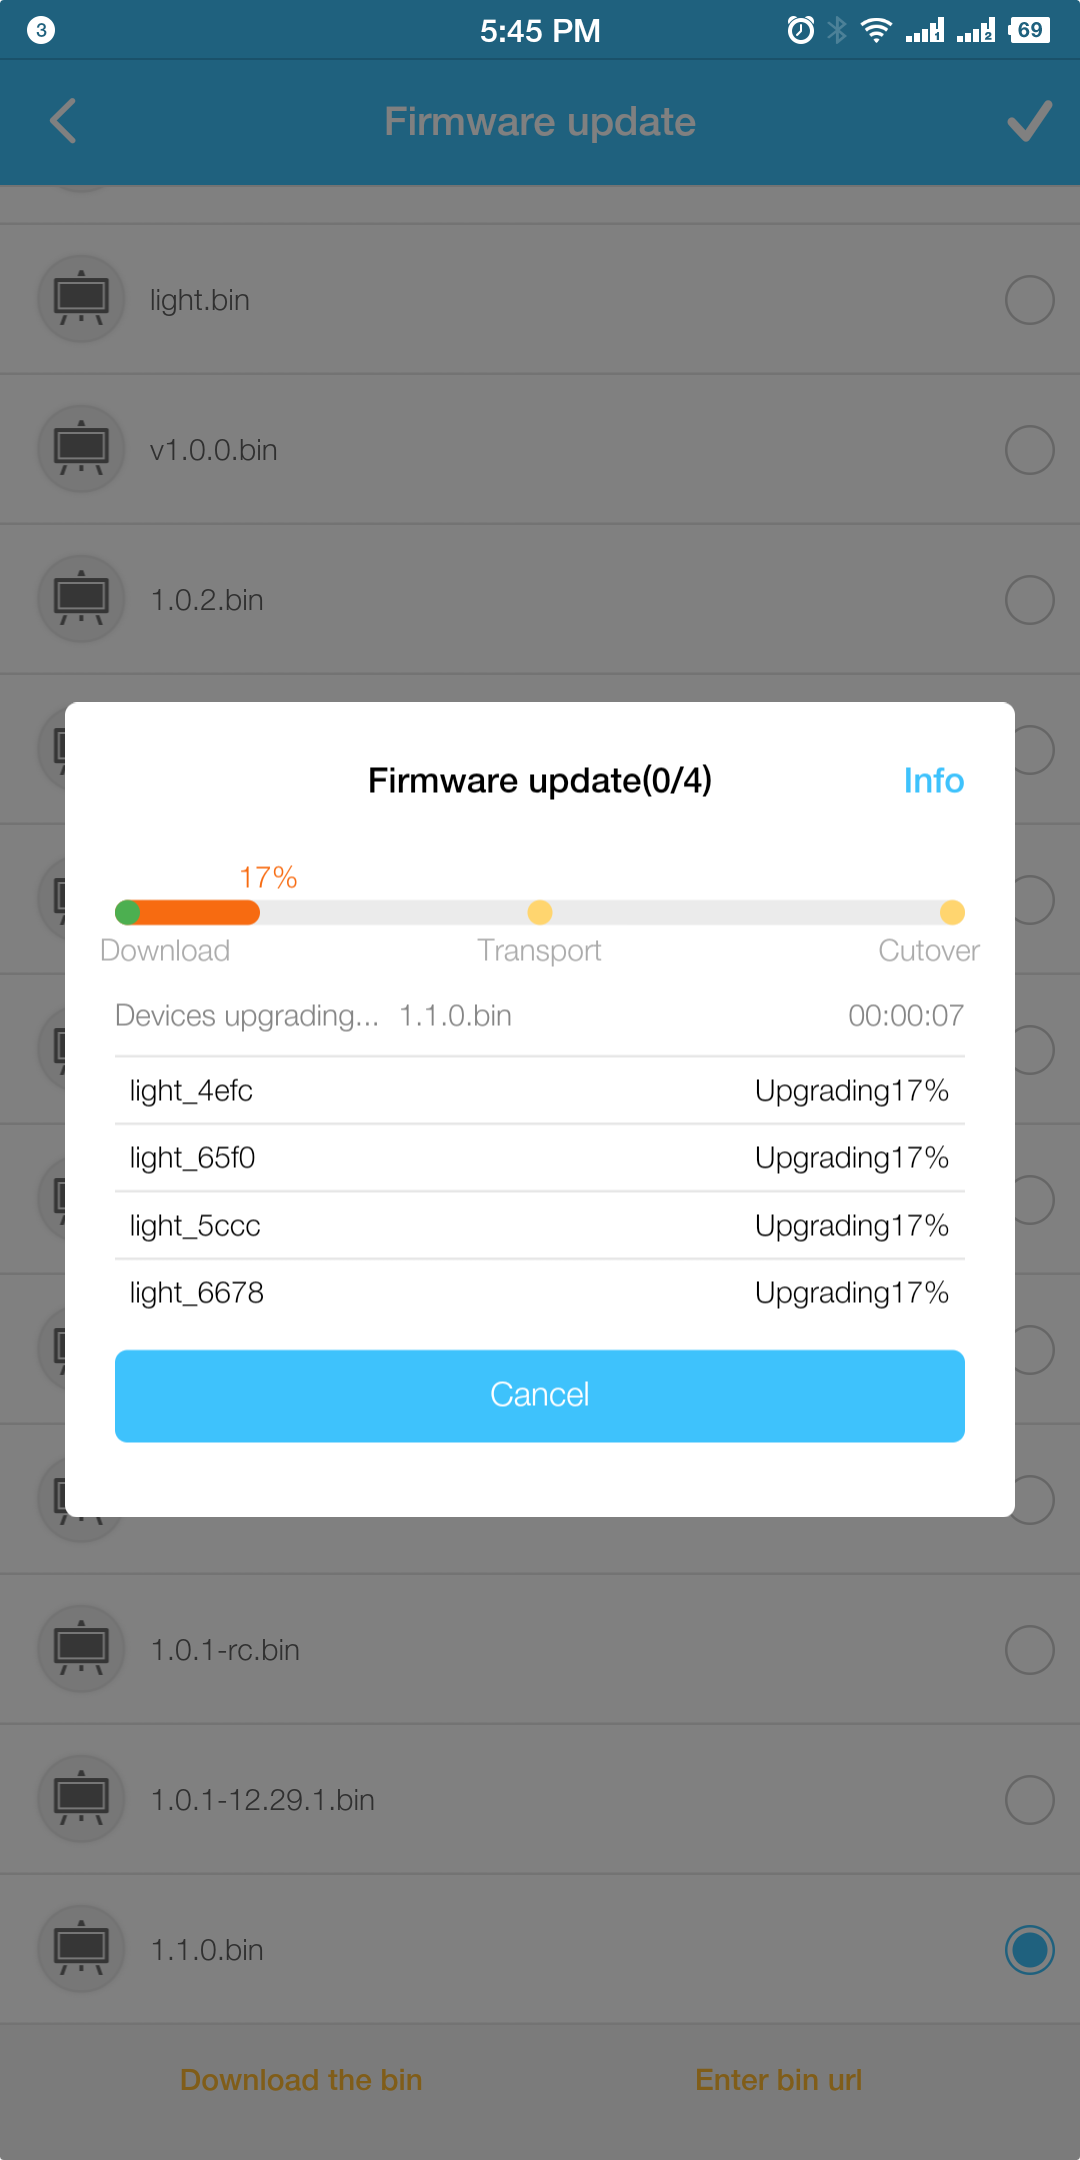 3 5:45 PM 1 2 69
Firmware update
light.bin
v1.0.0.bin
1.0.2.bin
Firmware update(0/4) Info
17%
Download Transport Cutover
Devices upgrading... 1.1.0.bin 00:00:07
light_4efc Upgrading17%
light_65f0 Upgrading17%
light_5ccc Upgrading17%
light_6678 Upgrading17%
Cancel
1.0.1-rc.bin
1.0.1-12.29.1.bin
1.1.0.bin
Download the bin Enter bin url